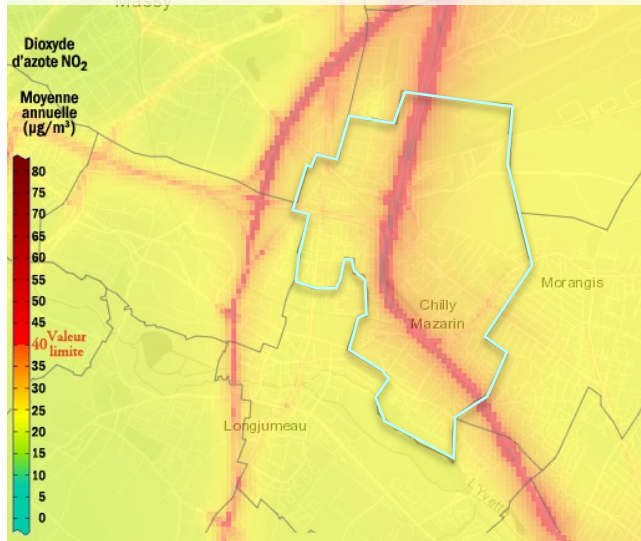 Massy
Dioxyde
d'azote NO₂
Moyenne
annuelle
(µg/m³)
80
75
70
65
60
55
50
45
40 Valeur
limite
35
30
25
20
15
10
5
0
Morangis
Chilly
Mazarin
Longjumeau
L'Yvette